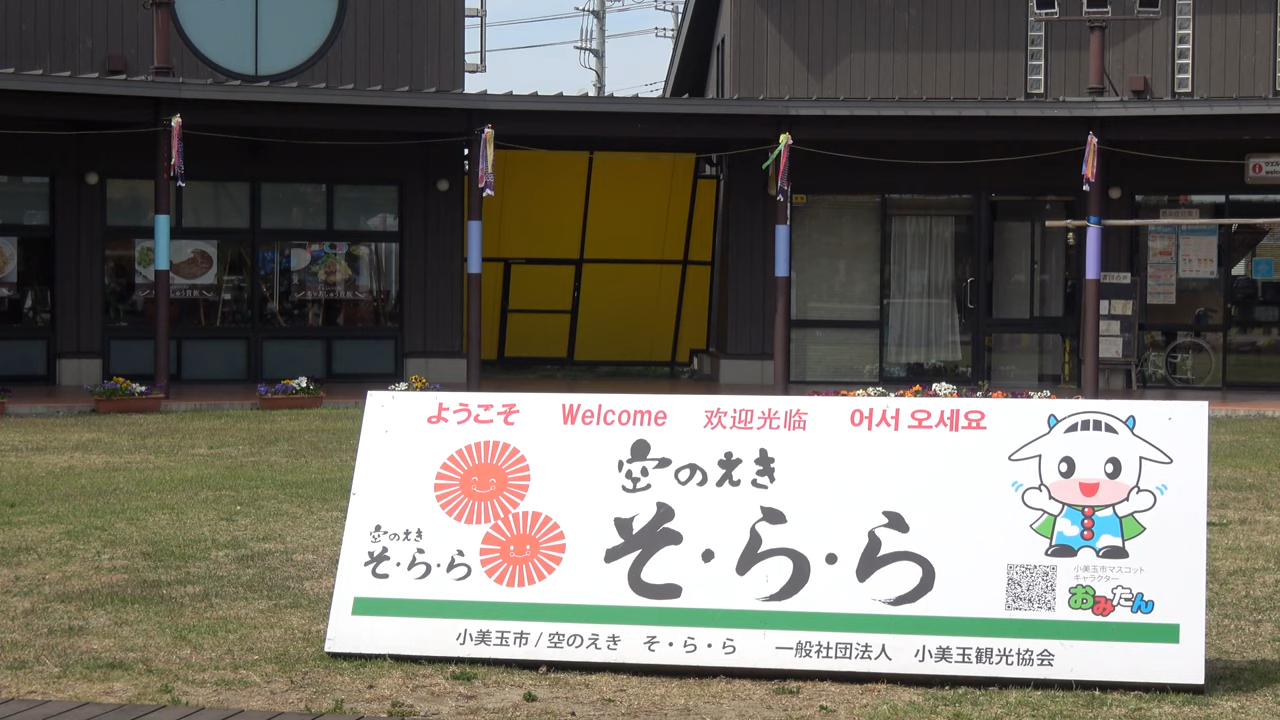 ようこそ Welcome 欢迎光临 어서 오세요
空のえき
そ・ら・ら
空のえき
そ・ら・ら
小美玉市マスコット
キャラクター
おみたん
小美玉市 / 空のえき そ・ら・ら 一般社団法人 小美玉観光協会